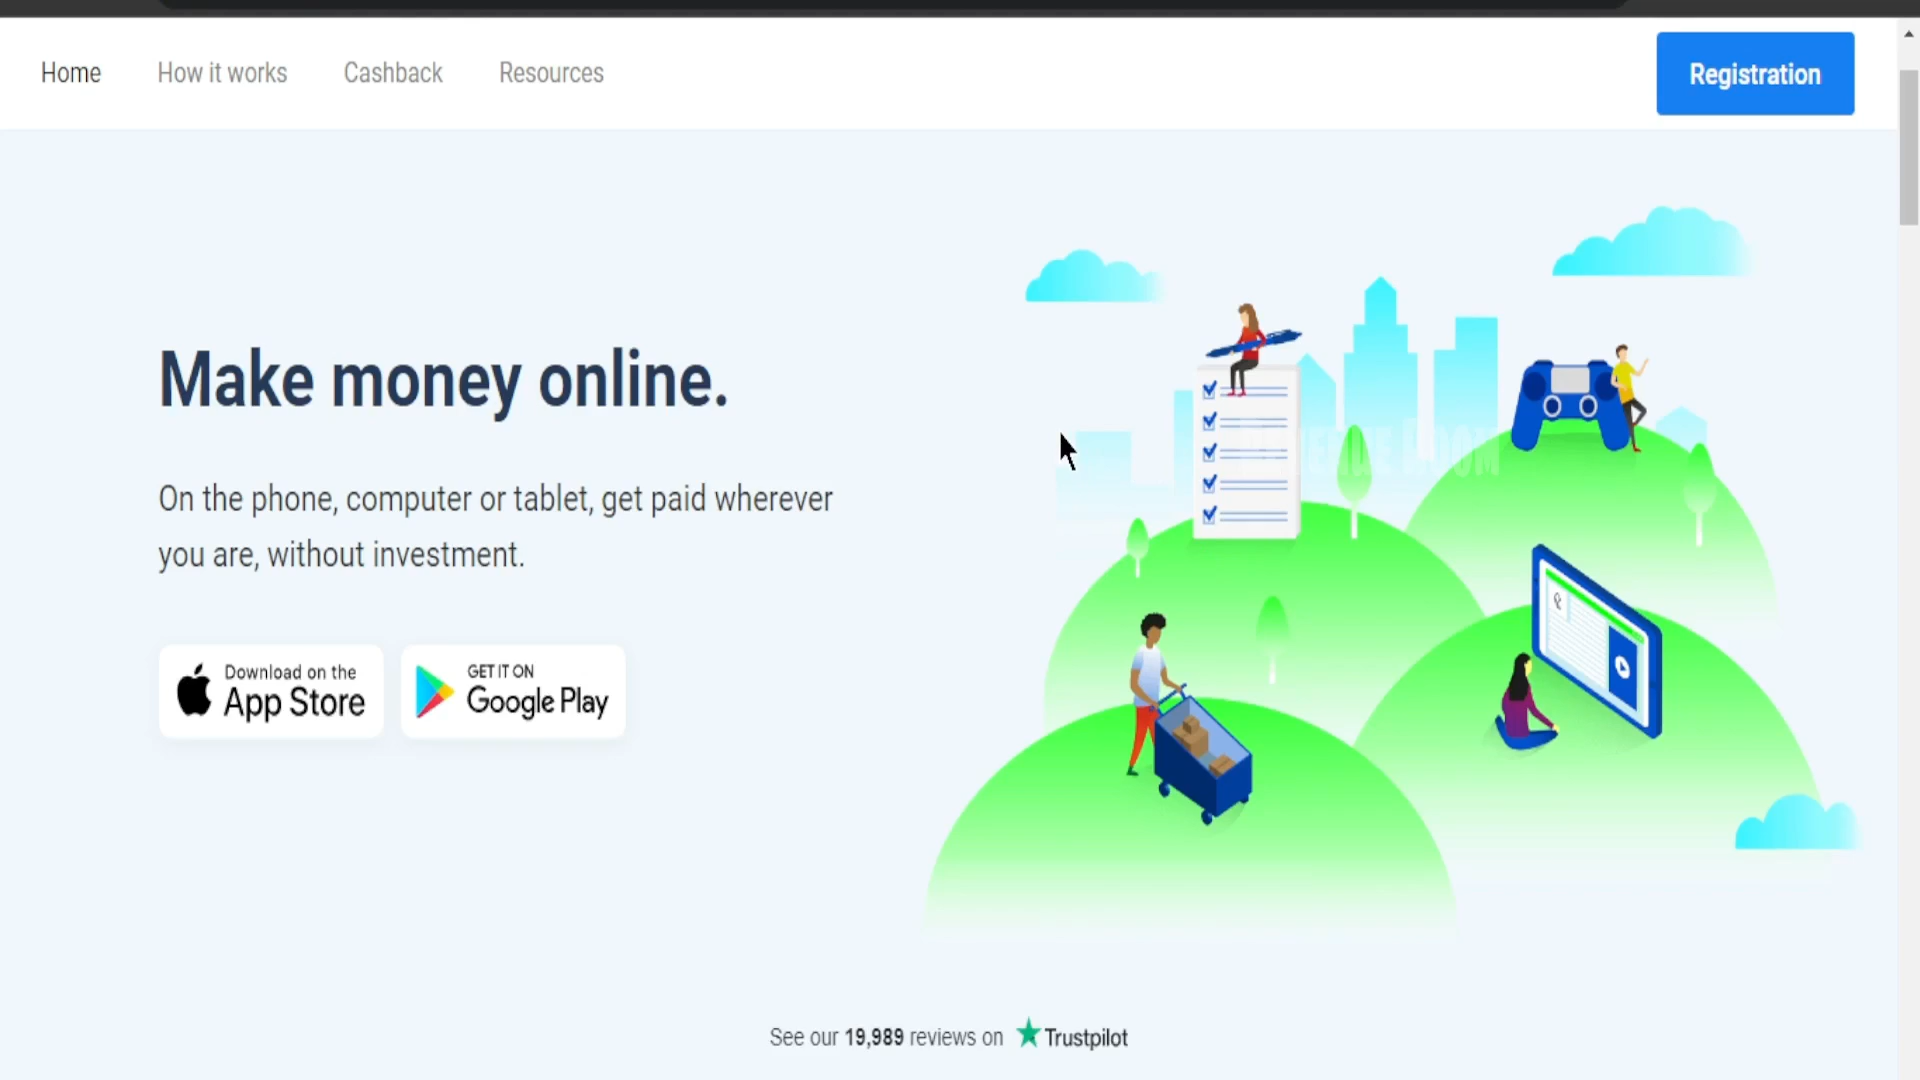 Home
How it works
Cashback
Resources
Registration
Make money online.
On the phone, computer or tablet, get paid wherever
you are, without investment.
Download on the
App Store
GET IT ON
Google Play
See our 19,989 reviews on
Trustpilot